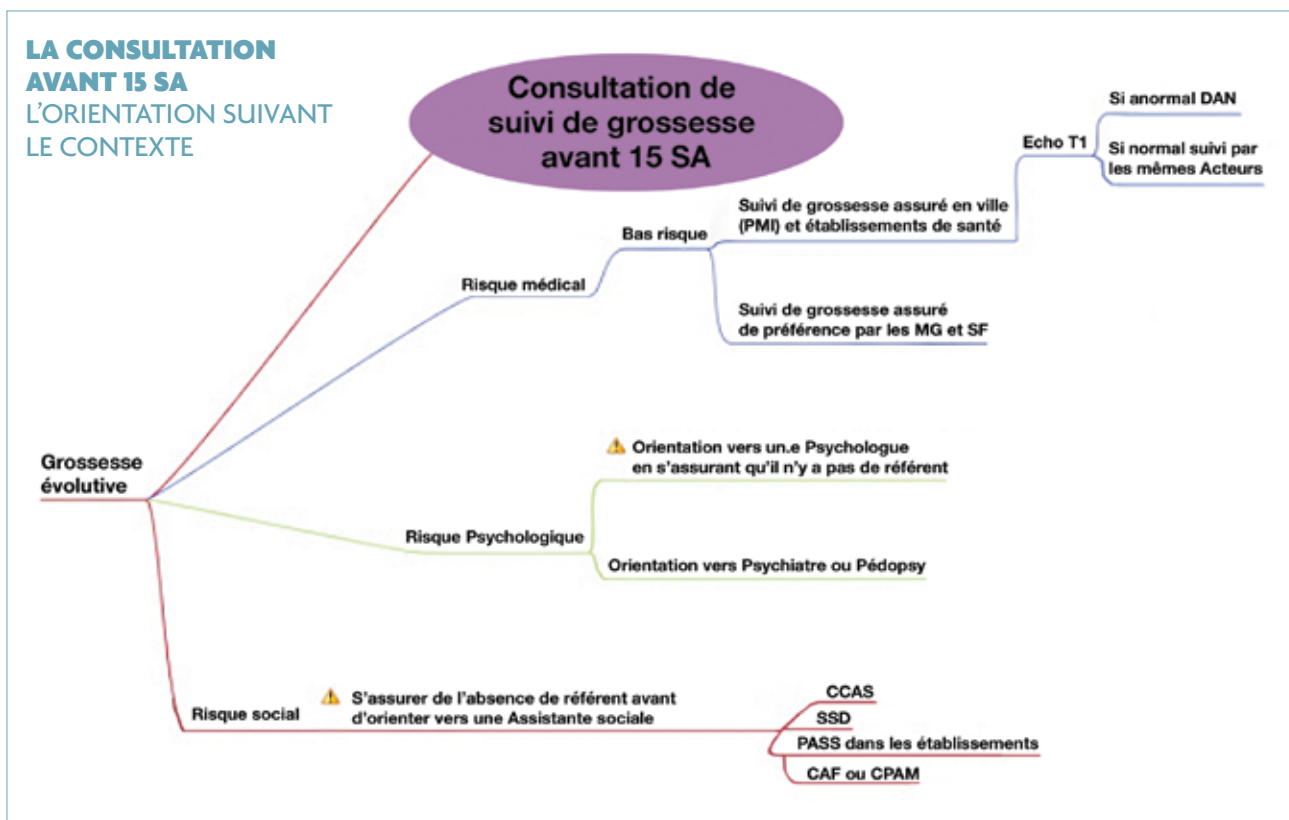 LA CONSULTATION
AVANT 15 SA
L'ORIENTATION SUIVANT
LE CONTEXTE
Consultation de
suivi de grossesse
avant 15 SA
Si anormal DAN
Echo T1
Si normal suivi par
les mêmes Acteurs
Suivi de grossesse assuré en ville
(PMI) et établissements de santé
Bas risque
Risque médical
Suivi de grossesse assuré
de préférence par les MG et SF
Grossesse
évolutive
Orientation vers un.e Psychologue
en s'assurant qu'il n'y a pas de référent
Risque Psychologique
Orientation vers Psychiatre ou Pédopsy
Risque social
S'assurer de l'absence de référent avant
d'orienter vers une Assistante sociale
CCAS
SSD
PASS dans les établissements
CAF ou CPAM